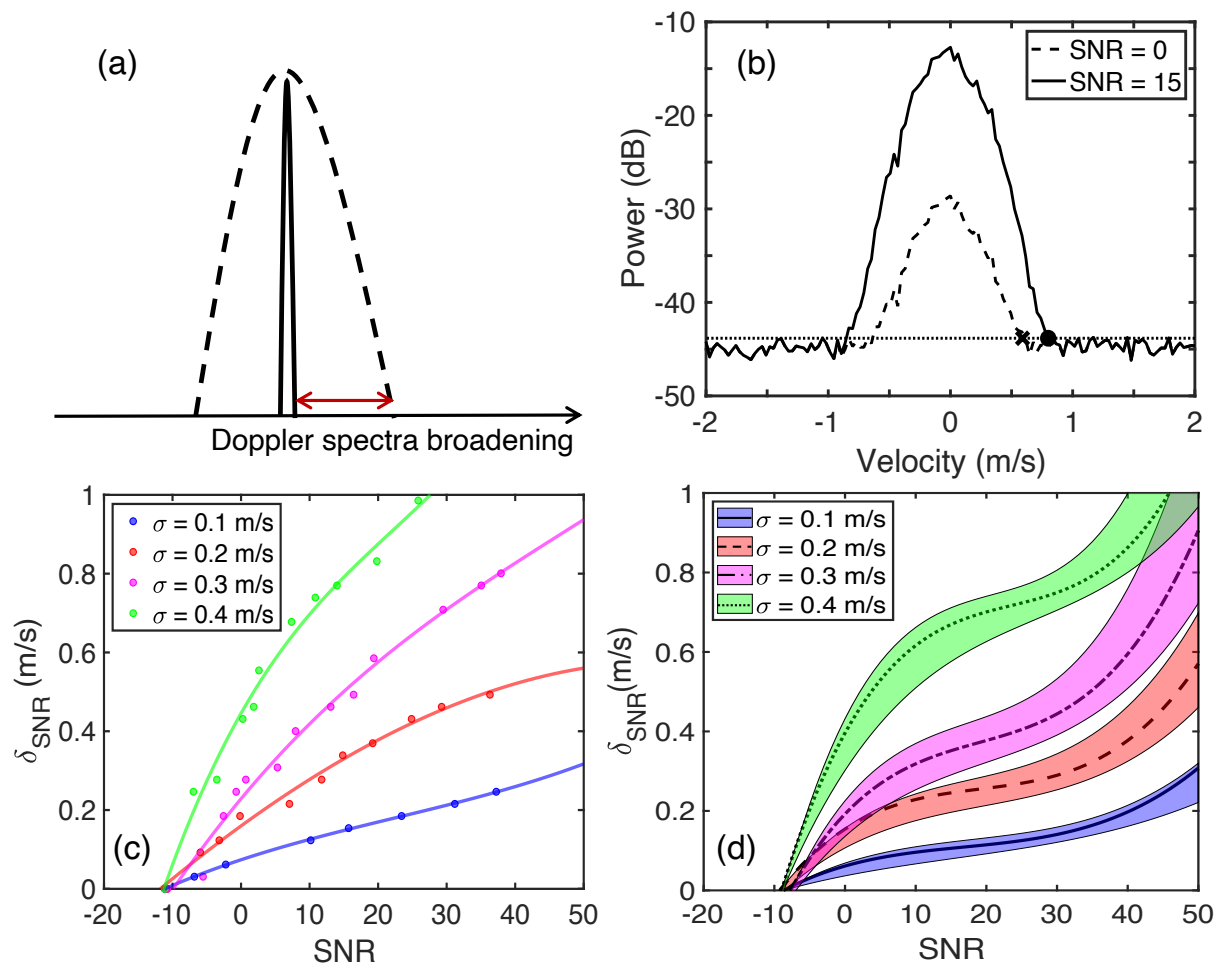 (a)
Doppler spectra broadening
(b)
SNR = 0
SNR = 15
Power (dB)
-10
-20
-30
-40
-50
-2
-1
0
1
2
Velocity (m/s)
(c)
σ = 0.1 m/s
σ = 0.2 m/s
σ = 0.3 m/s
σ = 0.4 m/s
δSNR (m/s)
1
0.8
0.6
0.4
0.2
0
-20
-10
0
10
20
30
40
50
SNR
(d)
σ = 0.1 m/s
σ = 0.2 m/s
σ = 0.3 m/s
σ = 0.4 m/s
δSNR(m/s)
1
0.8
0.6
0.4
0.2
0
-20
-10
0
10
20
30
40
50
SNR